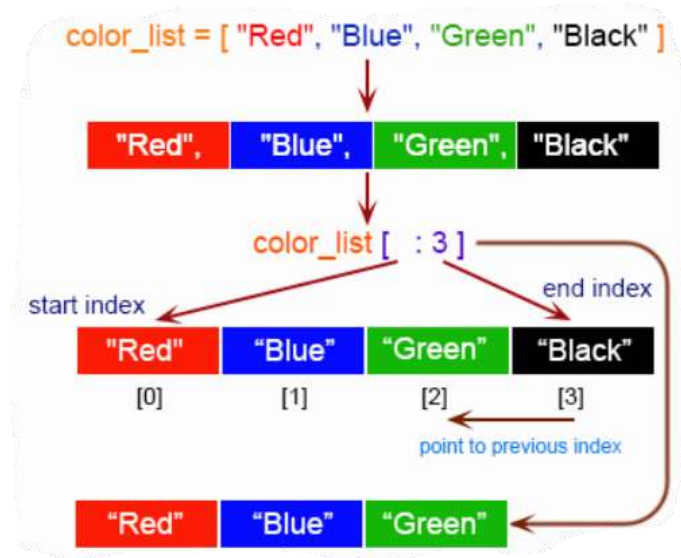 color_list = [ "Red", "Blue", "Green", "Black" ]
"Red", "Blue", "Green", "Black"
color_list [ : 3 ]
start index
end index
"Red" “Blue” “Green” “Black”
[0] [1] [2] [3]
point to previous index
“Red” “Blue” “Green”